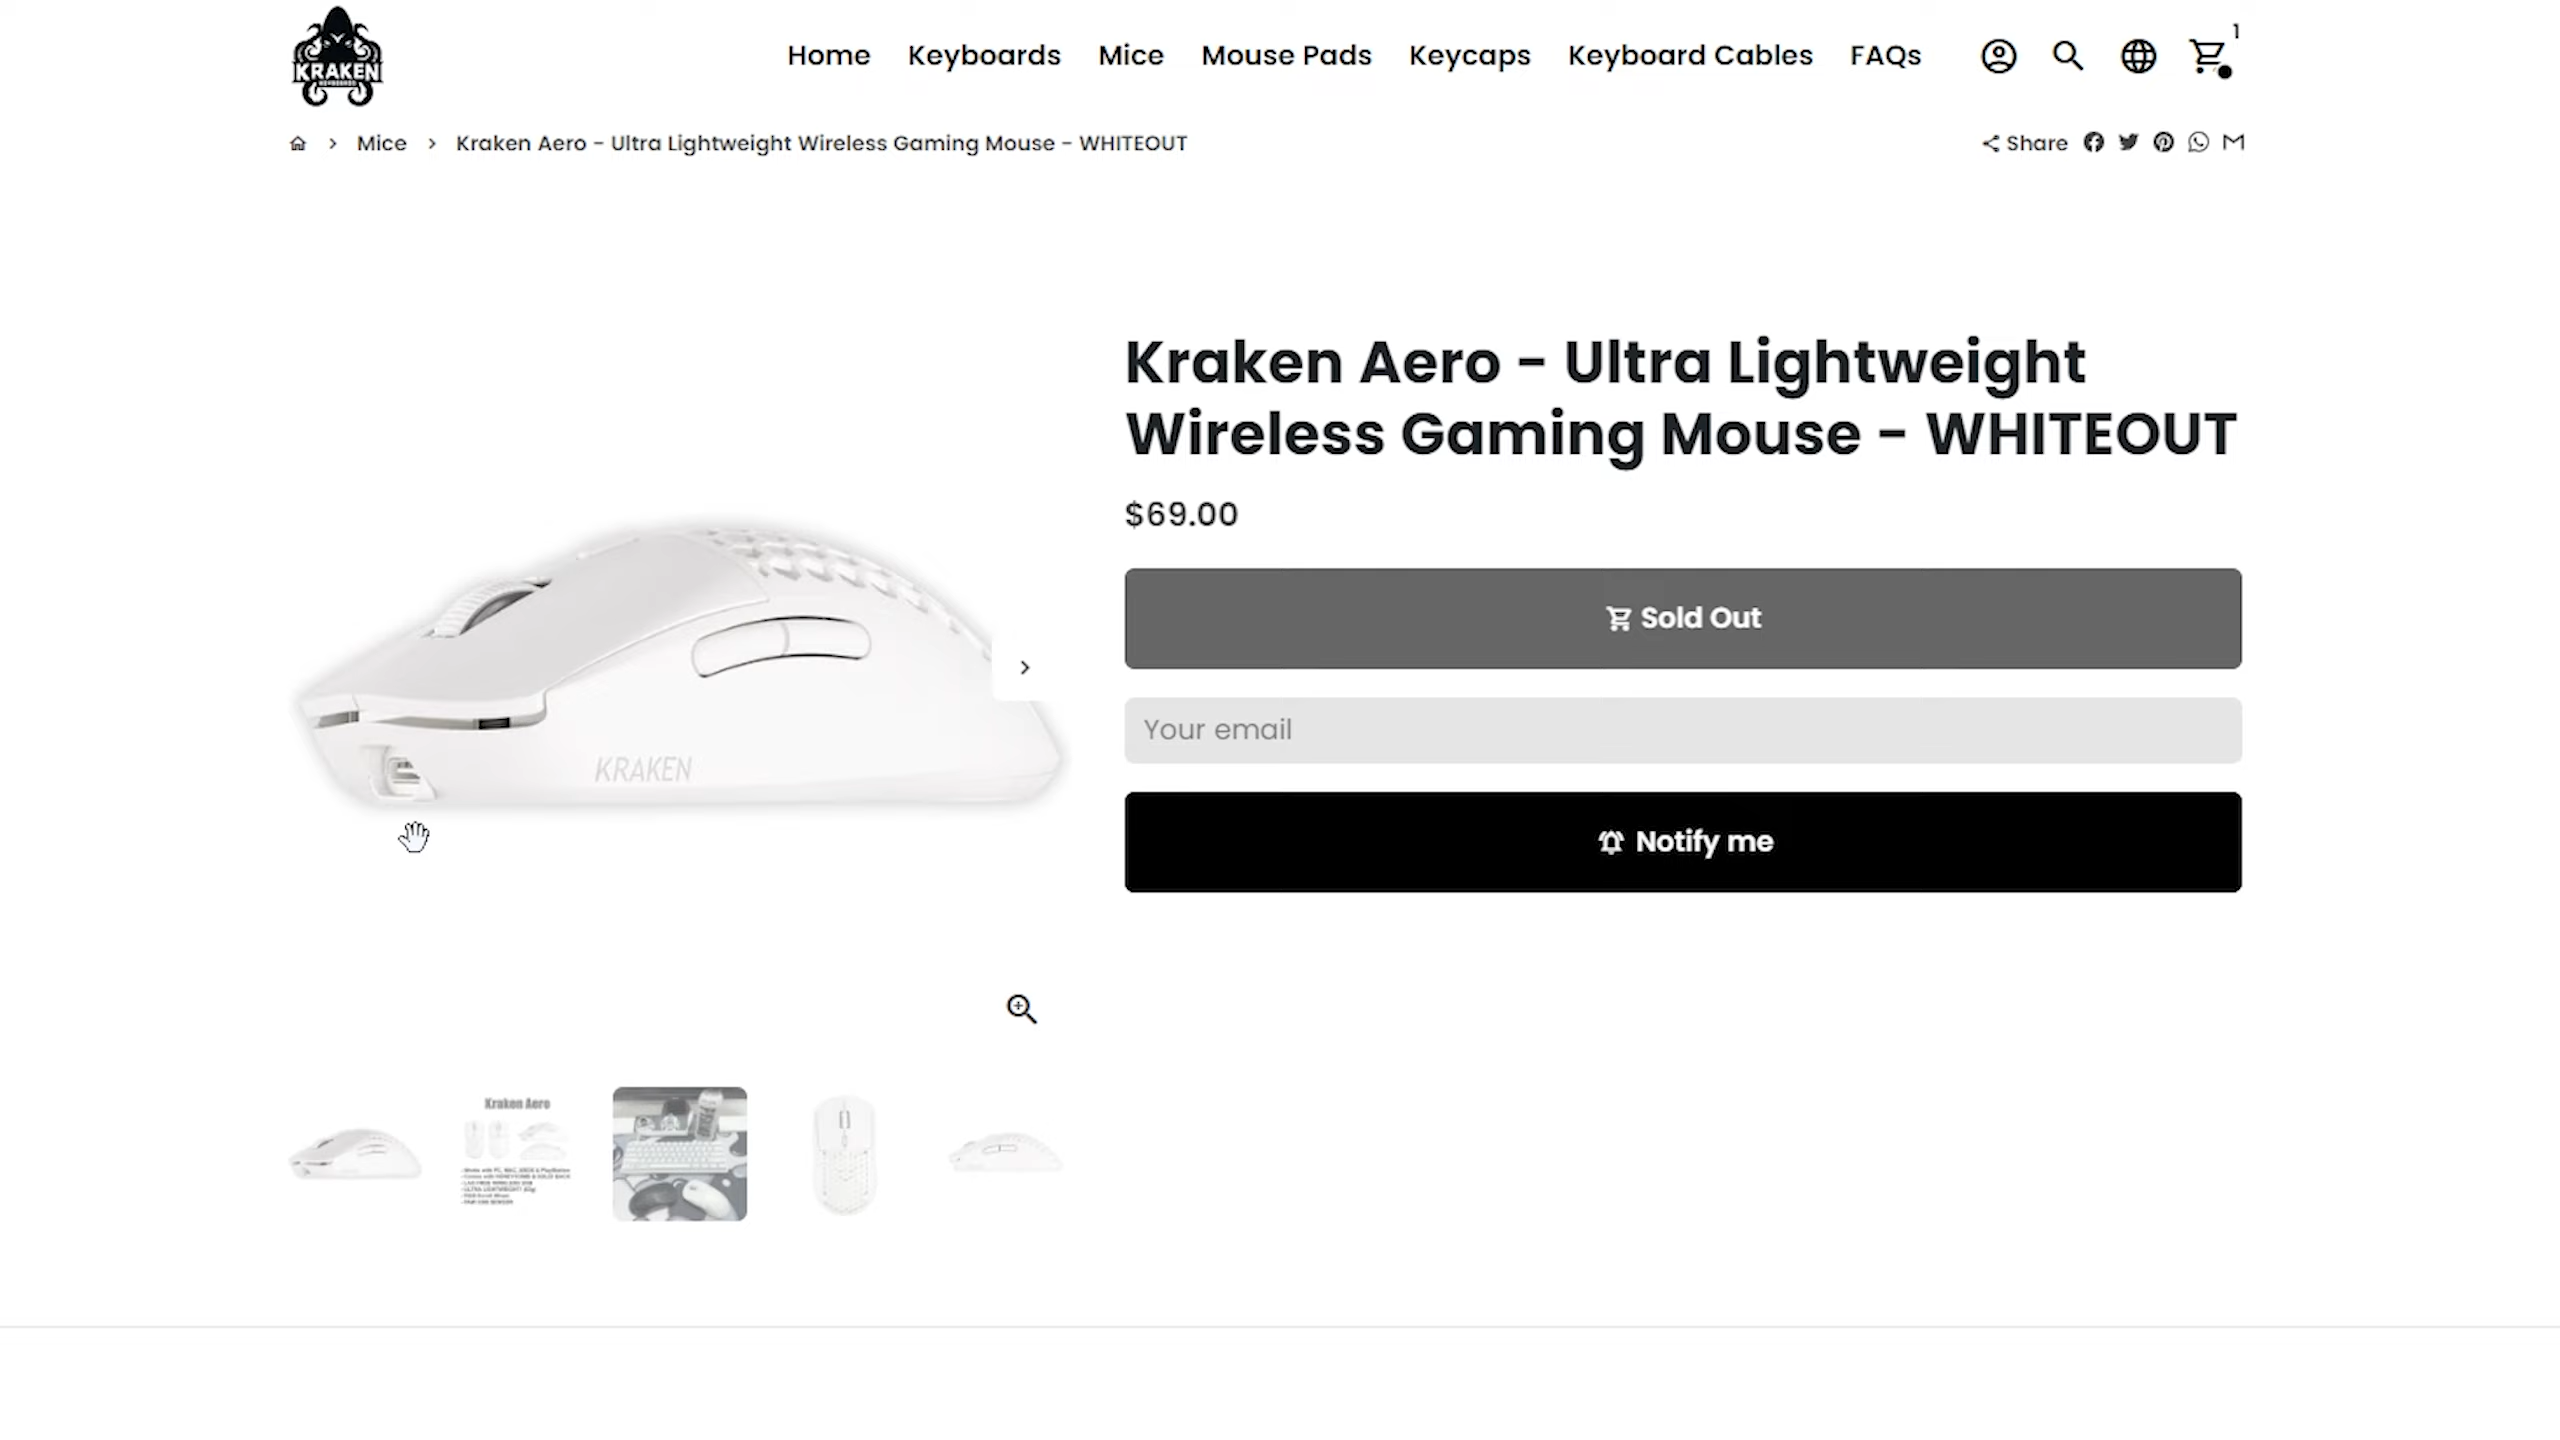 KRAKEN
Home Keyboards Mice Mouse Pads Keycaps Keyboard Cables FAQs
1
Mice > Kraken Aero - Ultra Lightweight Wireless Gaming Mouse - WHITEOUT
Share
Kraken Aero - Ultra Lightweight
Wireless Gaming Mouse - WHITEOUT
$69.00
Sold Out
Your email
Notify me
KRAKEN
Kraken Aero